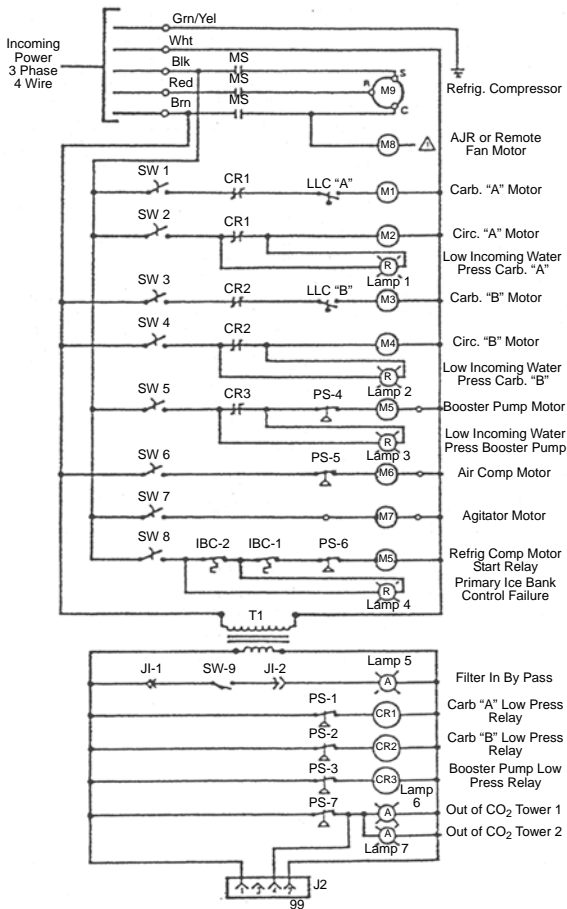 Grn/Yel
Incoming
Power
3 Phase
4 Wire
Wht
Blk
MS
S
Red
MS
R
M9
Refrig. Compressor
Brn
MS
C
M8
1
AJR or Remote
Fan Motor
SW 1
CR1
LLC "A"
M1
Carb. "A" Motor
SW 2
CR1
M2
Circ. "A" Motor
R
Lamp 1
Low Incoming Water
Press Carb. "A"
SW 3
CR2
LLC "B"
M3
Carb. "B" Motor
SW 4
CR2
M4
Circ. "B" Motor
R
Lamp 2
Low Incoming Water
Press Carb. "B"
SW 5
CR3
PS-4
M5
Booster Pump Motor
R
Lamp 3
Low Incoming Water
Press Booster Pump
SW 6
PS-5
M6
Air Comp Motor
SW 7
M7
Agitator Motor
SW 8
IBC-2
IBC-1
PS-6
M5
Refrig Comp Motor
Start Relay
R
Lamp 4
Primary Ice Bank
Control Failure
T1
JI-1
SW-9
JI-2
Lamp 5
A
Filter In By Pass
PS-1
CR1
Carb "A" Low Press
Relay
PS-2
CR2
Carb "B" Low Press
Relay
PS-3
CR3
Booster Pump Low
Press Relay
Lamp
6
PS-7
A
Out of CO2 Tower 1
A
Lamp 7
Out of CO2 Tower 2
J2
99